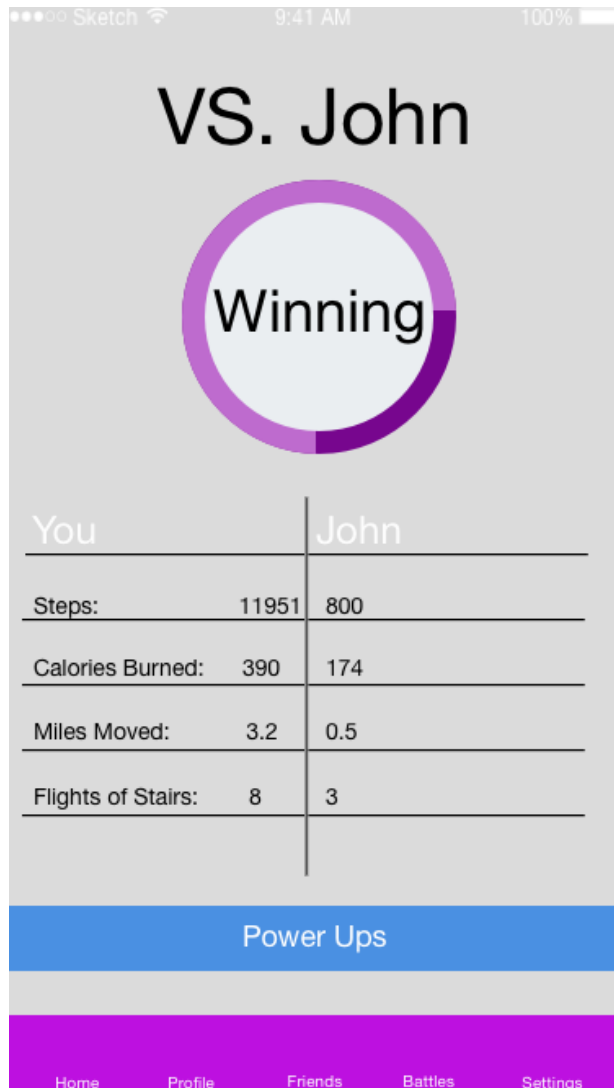 ●●●○○ Sketch 9:41 AM 100%
VS. John
Winning
You John
Steps: 11951 800
Calories Burned: 390 174
Miles Moved: 3.2 0.5
Flights of Stairs: 8 3
Power Ups
Home Profile Friends Battles Settings